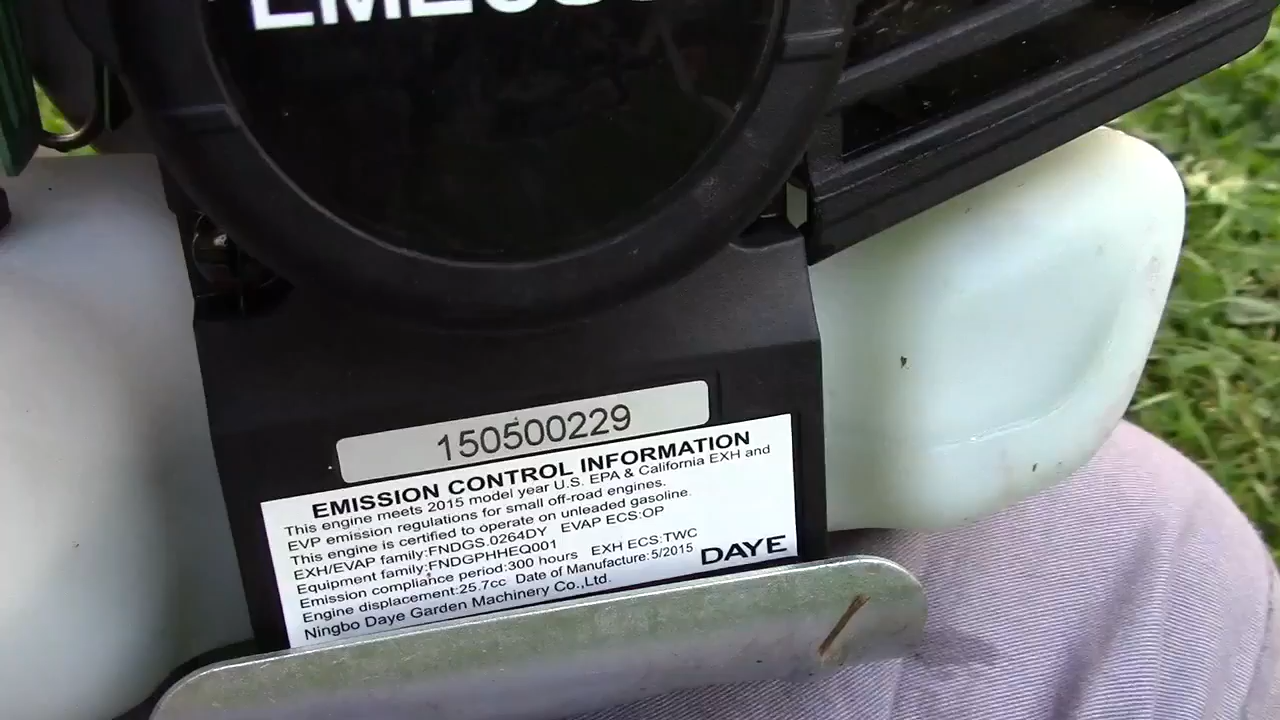 150500229
EMISSION CONTROL INFORMATION
This engine meets 2015 model year U.S. EPA & California EXH and
EVP emission regulations for small off-road engines.
This engine is certified to operate on unleaded gasoline.
EXH/EVAP family:FNDGS.0264DY EVAP ECS:OP
Equipment family:FNDGPHHEQ001
Emission compliance period:300 hours EXH ECS:TWC
Engine displacement:25.7cc Date of Manufacture:5/2015
Ningbo Daye Garden Machinery Co.,Ltd.
DAYE